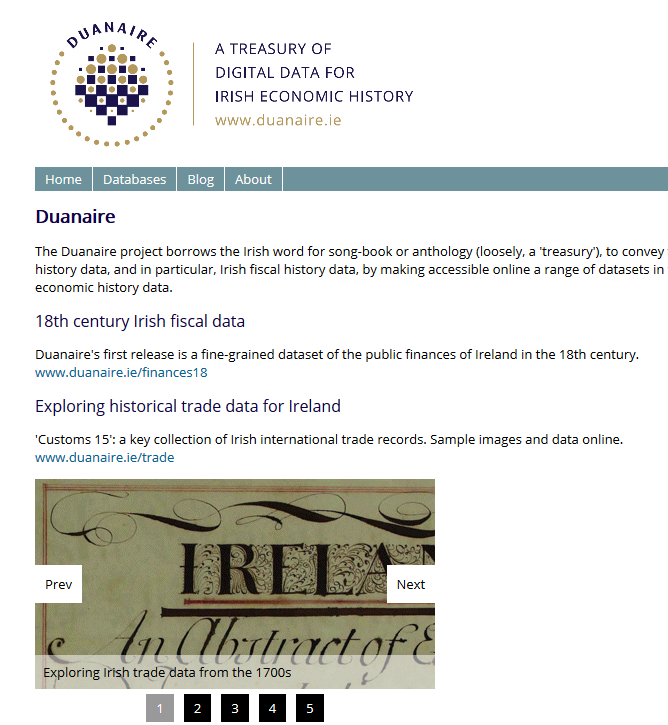 DUANAIRE
A TREASURY OF
DIGITAL DATA FOR
IRISH ECONOMIC HISTORY
www.duanaire.ie
Home Databases Blog About
Duanaire
The Duanaire project borrows the Irish word for song-book or anthology (loosely, a 'treasury'), to convey
history data, and in particular, Irish fiscal history data, by making accessible online a range of datasets in
economic history data.
18th century Irish fiscal data
Duanaire's first release is a fine-grained dataset of the public finances of Ireland in the 18th century.
www.duanaire.ie/finances18
Exploring historical trade data for Ireland
'Customs 15': a key collection of Irish international trade records. Sample images and data online.
www.duanaire.ie/trade
IRELAN
Prev Next
An Abstract of E
Exploring Irish trade data from the 1700s
1 2 3 4 5